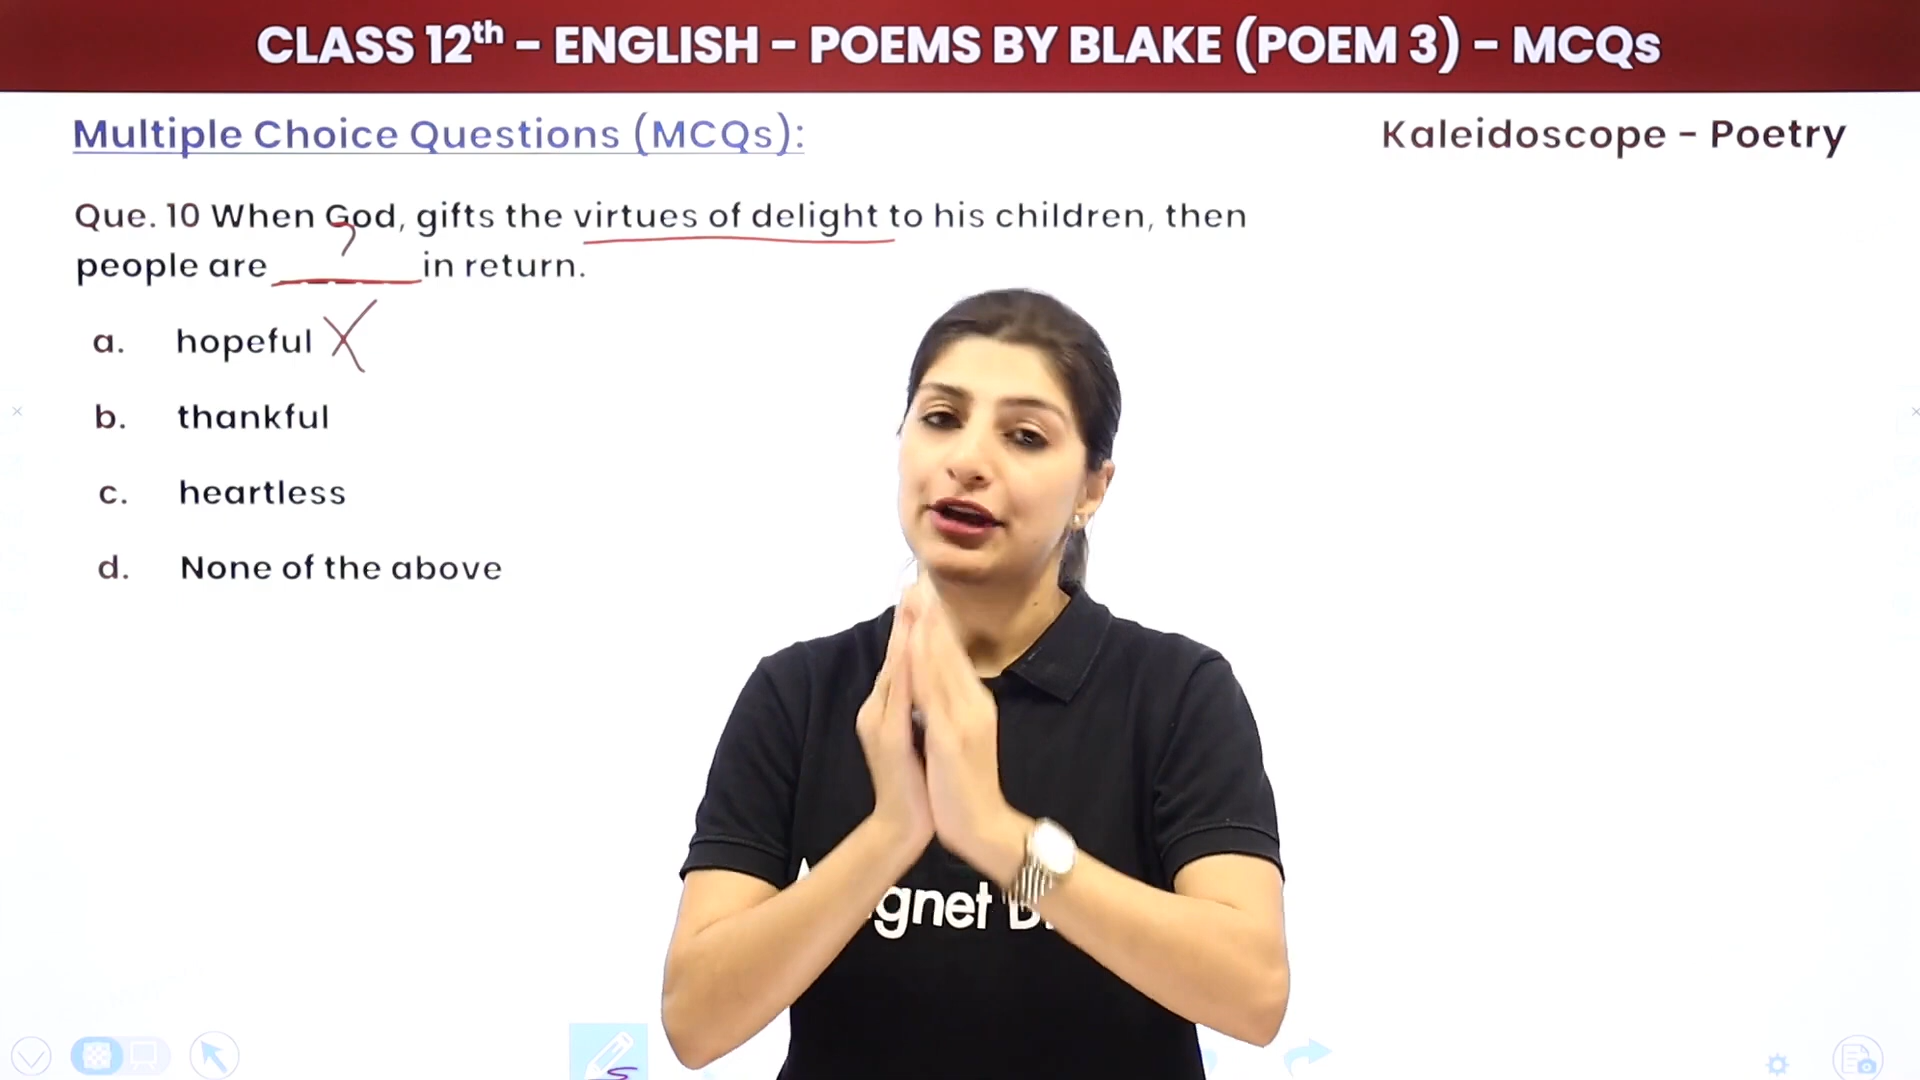 CLASS 12th – ENGLISH – POEMS BY BLAKE (POEM 3) – MCQs
Multiple Choice Questions (MCQs):
Kaleidoscope – Poetry
Que. 10 When God, gifts the virtues of delight to his children, then
people are ________ in return.
?
a. hopeful X
b. thankful
c. heartless
d. None of the above
gnet